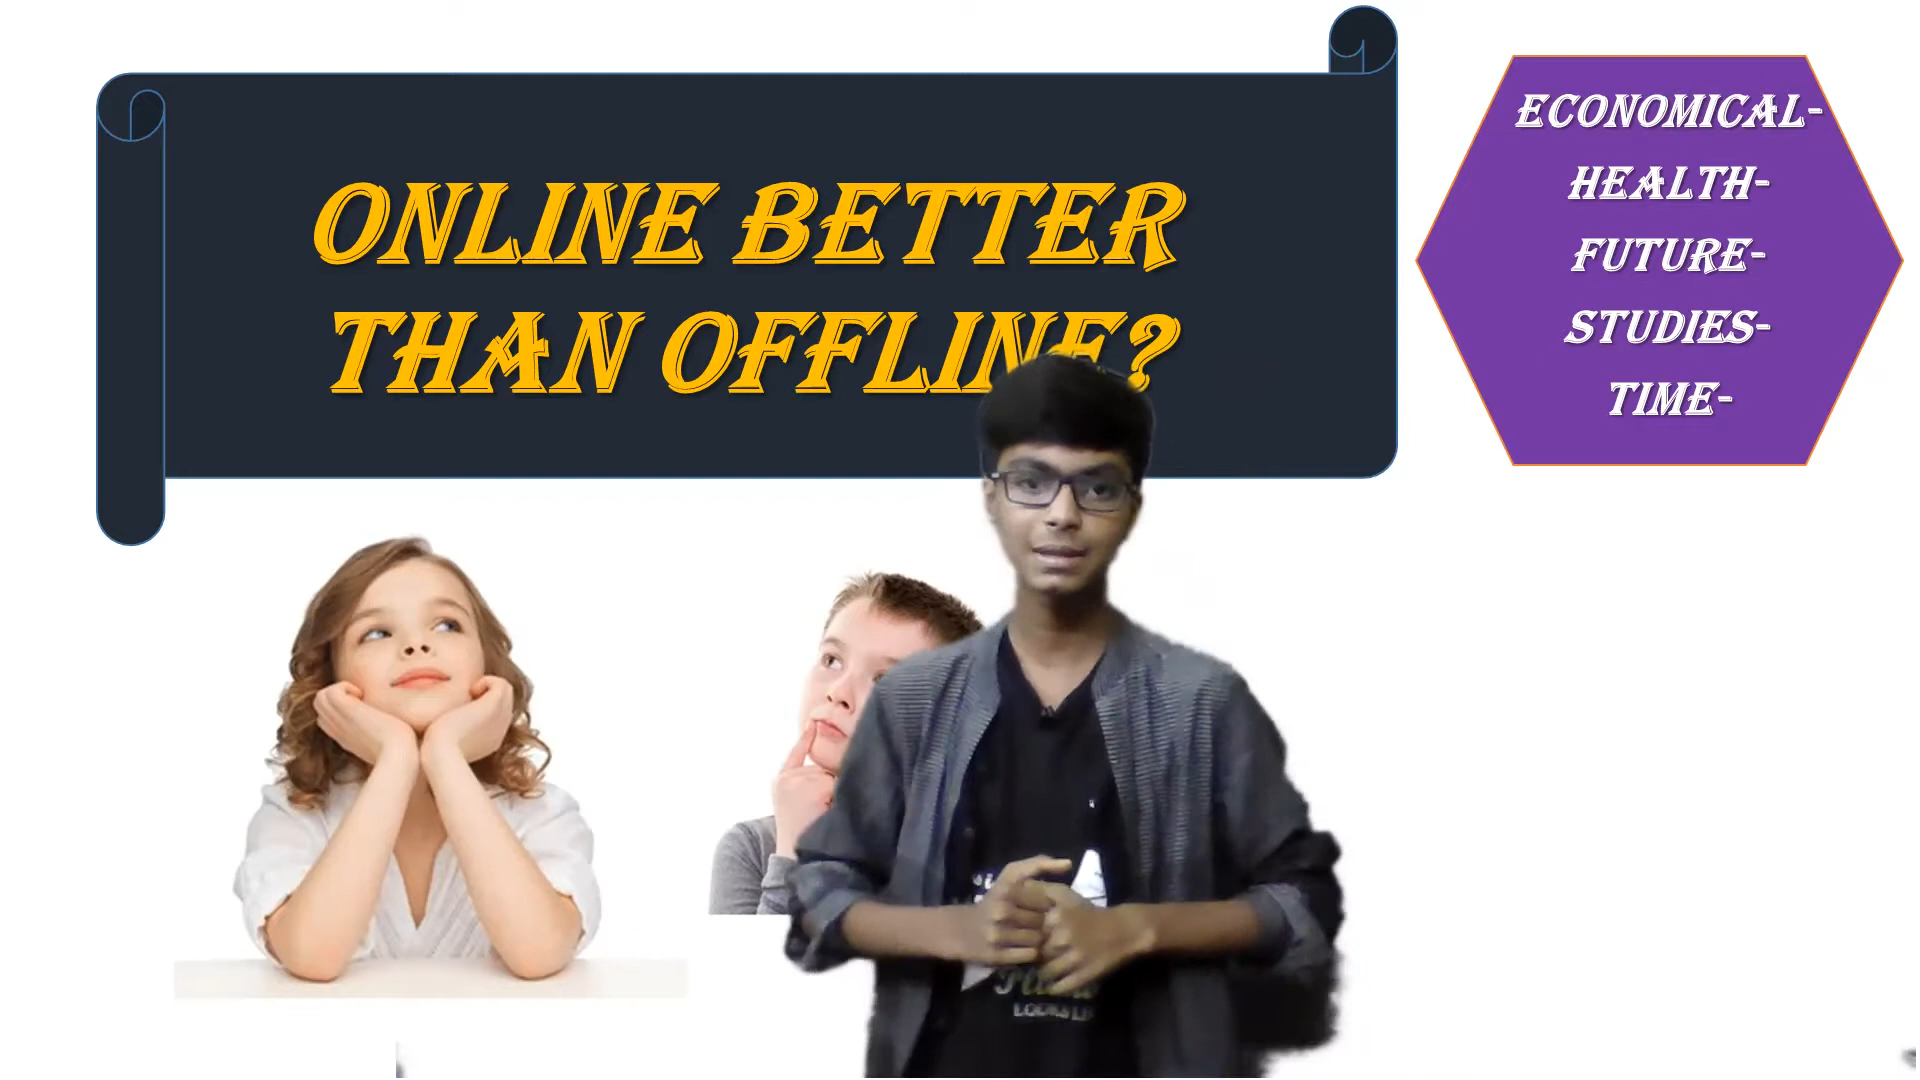 ONLINE BETTER
THAN OFFLINE?
ECONOMICAL-
HEALTH-
FUTURE-
STUDIES-
TIME-